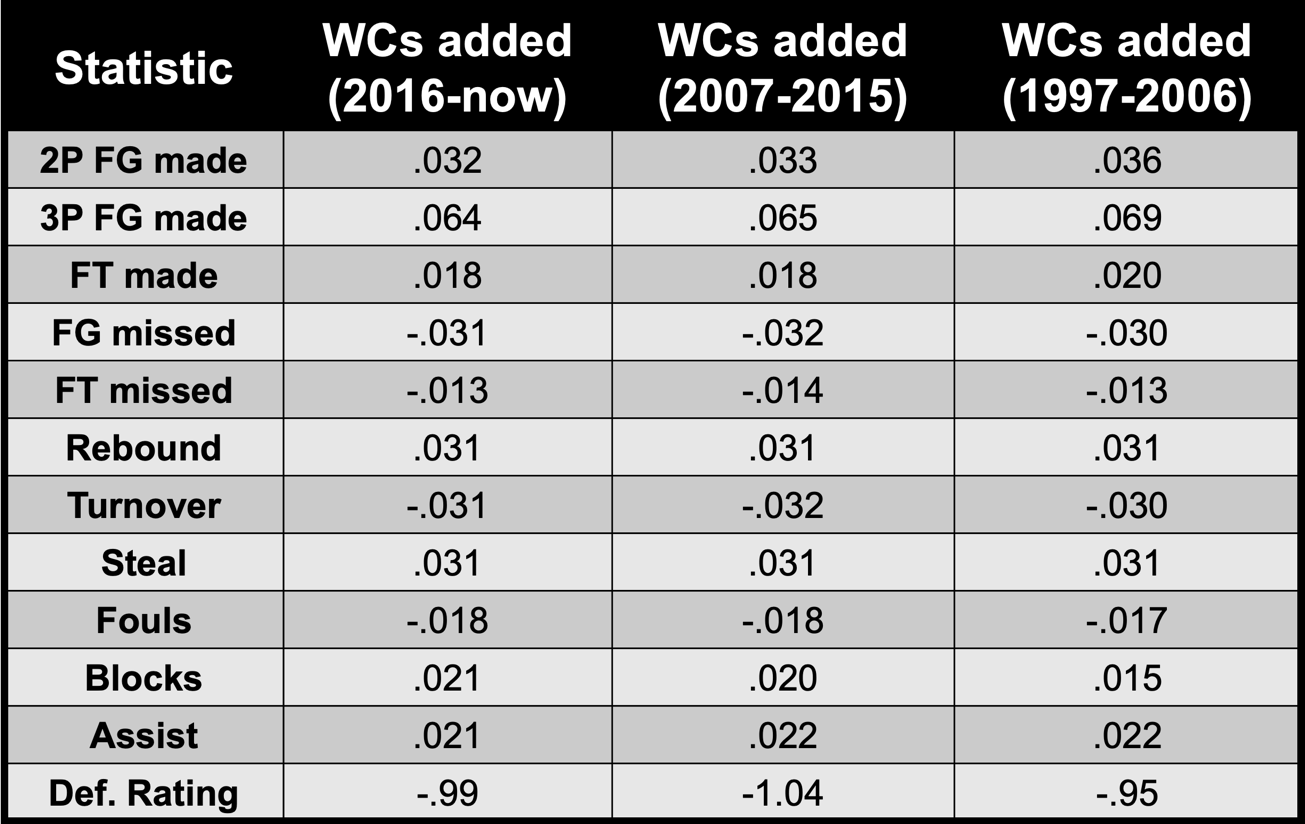 Statistic WCs added (2016-now) WCs added (2007-2015) WCs added (1997-2006)
2P FG made .032 .033 .036
3P FG made .064 .065 .069
FT made .018 .018 .020
FG missed -.031 -.032 -.030
FT missed -.013 -.014 -.013
Rebound .031 .031 .031
Turnover -.031 -.032 -.030
Steal .031 .031 .031
Fouls -.018 -.018 -.017
Blocks .021 .020 .015
Assist .021 .022 .022
Def. Rating -.99 -1.04 -.95